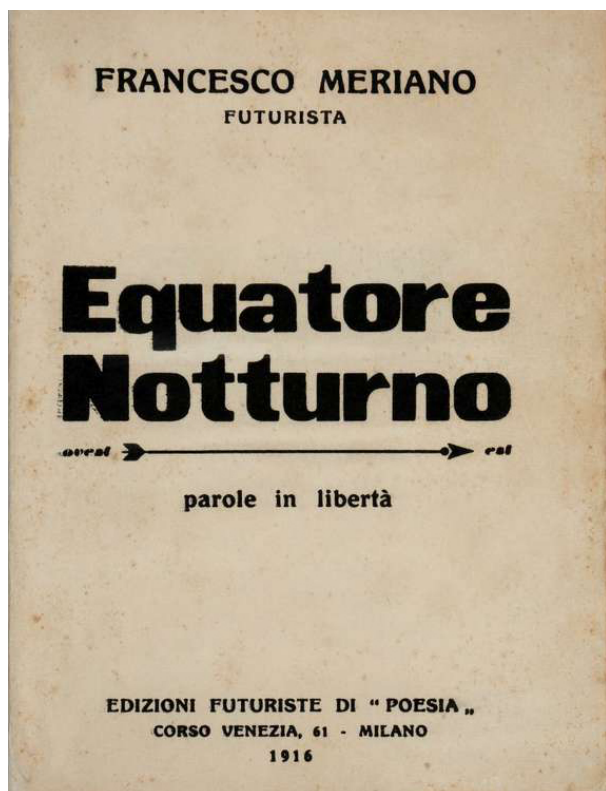 FRANCESCO MERIANO
FUTURISTA
Equatore
Notturno
ovest est
parole in libertà
EDIZIONI FUTURISTE DI “ POESIA „
CORSO VENEZIA, 61 - MILANO
1916